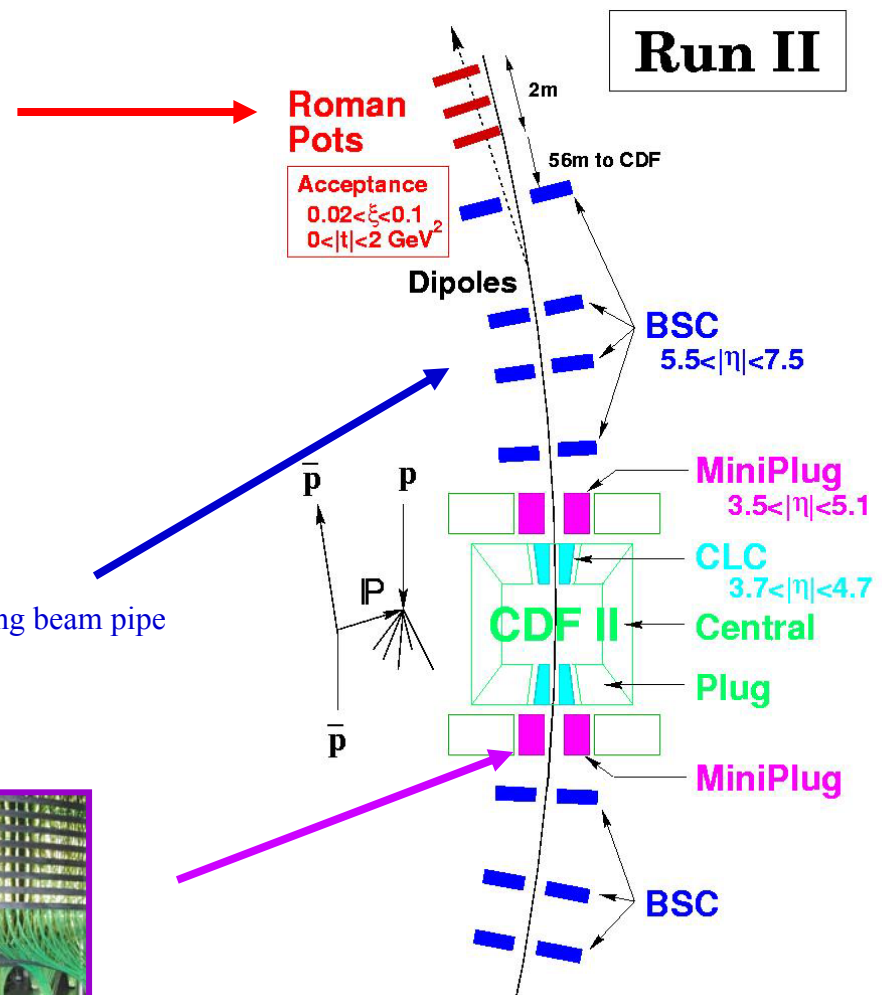 Run II
2m
Roman
Pots
56m to CDF
Acceptance
0.02<ξ<0.1
0<|t|<2 GeV²
Dipoles
BSC
5.5<|η|<7.5
MiniPlug
3.5<|η|<5.1
p̅
p
CLC
3.7<|η|<4.7
ℙ
ng beam pipe
CDF II
Central
Plug
p̅
MiniPlug
BSC